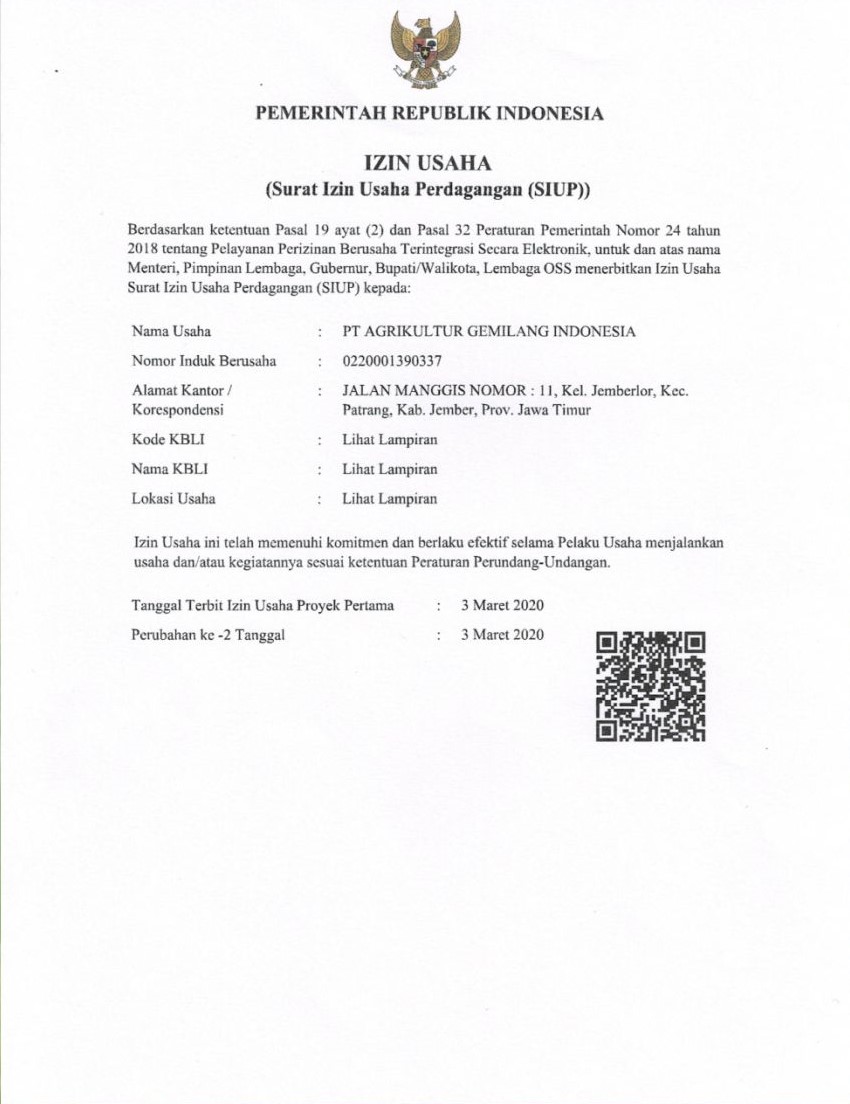 PEMERINTAH REPUBLIK INDONESIA
IZIN USAHA
(Surat Izin Usaha Perdagangan (SIUP))
Berdasarkan ketentuan Pasal 19 ayat (2) dan Pasal 32 Peraturan Pemerintah Nomor 24 tahun
2018 tentang Pelayanan Perizinan Berusaha Terintegrasi Secara Elektronik, untuk dan atas nama
Menteri, Pimpinan Lembaga, Gubernur, Bupati/Walikota, Lembaga OSS menerbitkan Izin Usaha
Surat Izin Usaha Perdagangan (SIUP) kepada:
Nama Usaha : PT AGRIKULTUR GEMILANG INDONESIA
Nomor Induk Berusaha : 0220001390337
Alamat Kantor / : JALAN MANGGIS NOMOR : 11, Kel. Jemberlor, Kec.
Korespondensi Patrang, Kab. Jember, Prov. Jawa Timur
Kode KBLI : Lihat Lampiran
Nama KBLI : Lihat Lampiran
Lokasi Usaha : Lihat Lampiran
Izin Usaha ini telah memenuhi komitmen dan berlaku efektif selama Pelaku Usaha menjalankan
usaha dan/atau kegiatannya sesuai ketentuan Peraturan Perundang-Undangan.
Tanggal Terbit Izin Usaha Proyek Pertama : 3 Maret 2020
Perubahan ke -2 Tanggal : 3 Maret 2020